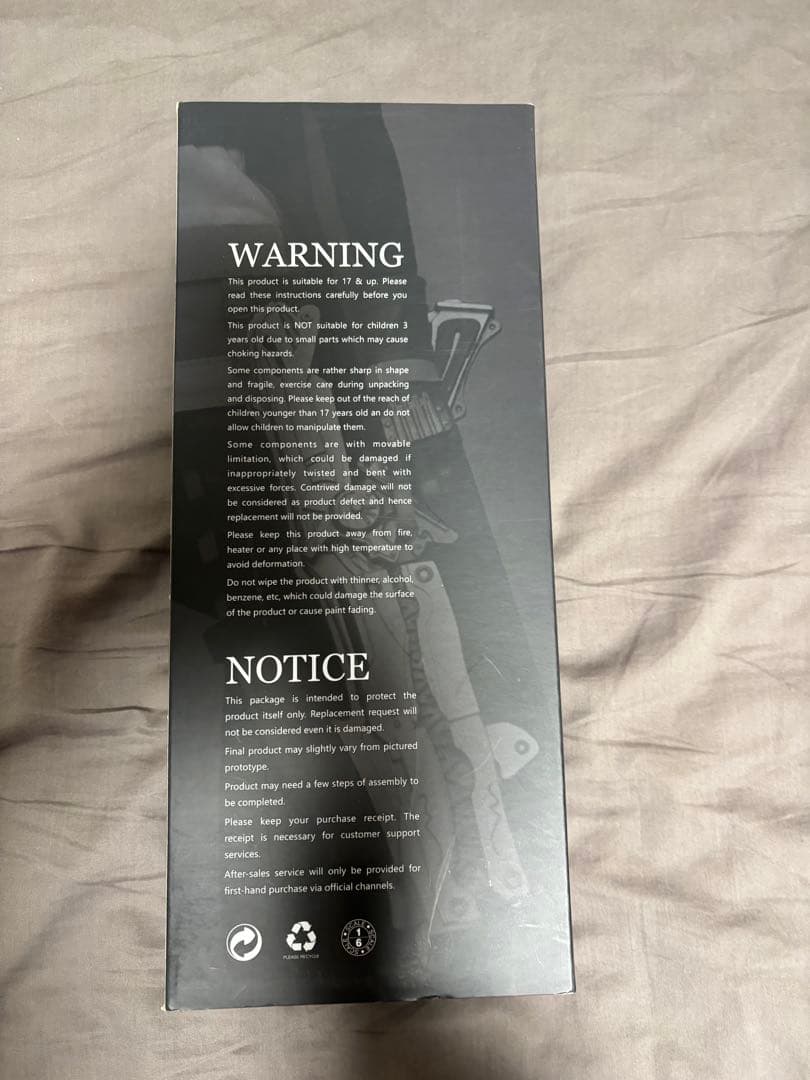 WARNING
This product is suitable for 17 & up. Please
read these instructions carefully before you
open this product.
This product is NOT suitable for children 3
years old due to small parts which may cause
choking hazards.
Some components are rather sharp in shape
and fragile, exercise care during unpacking
and disposing. Please keep out of the reach of
children younger than 17 years old an do not
allow children to manipulate them.
Some components are with movable
limitation, which could be damaged if
inappropriately twisted and bent with
excessive forces. Contrived damage will not
be considered as product defect and hence
replacement will not be provided.
Please keep this product away from fire,
heater or any place with high temperature to
avoid deformation.
Do not wipe the product with thinner, alcohol,
benzene, etc, which could damage the surface
of the product or cause paint fading.
NOTICE
This package is intended to protect the
product itself only. Replacement request will
not be considered even it is damaged.
Final product may slightly vary from pictured
prototype.
Product may need a few steps of assembly to
be completed.
Please keep your purchase receipt. The
receipt is necessary for customer support
services.
After-sales service will only be provided for
first-hand purchase via official channels.
PLEASE RECYCLE
SCALE
1
6
SCALE
SCALE